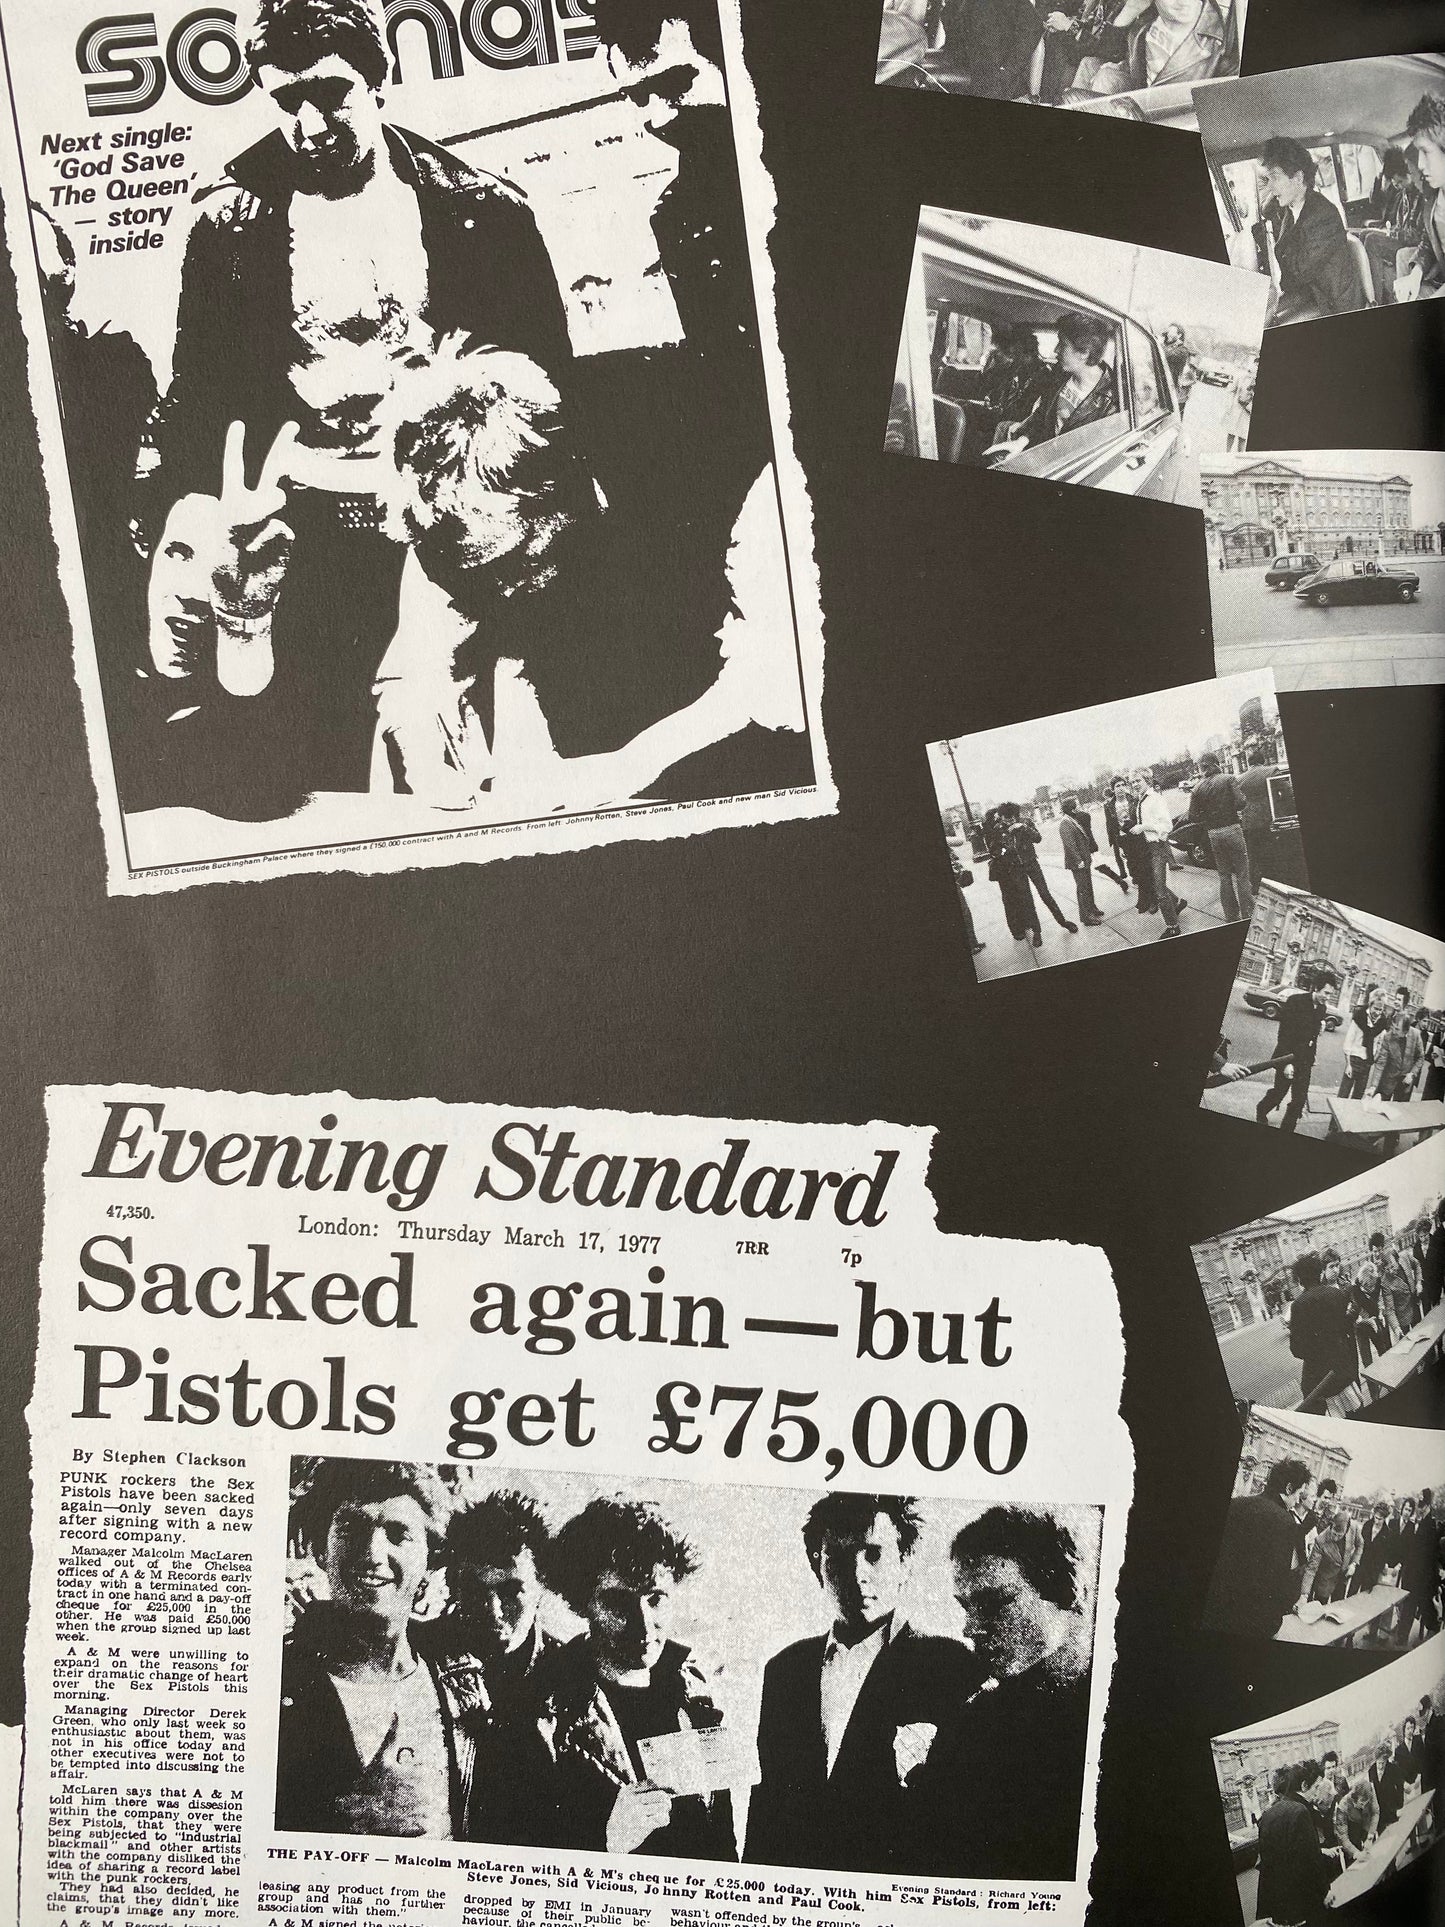 sounds
Next single:
'God Save
The Queen'
— story
inside
SEX PISTOLS outside Buckingham Palace where they signed a £150,000 contract with A and M Records. From left: Johnny Rotten, Steve Jones, Paul Cook and new man Sid Vicious
Evening Standard
47,350.
London: Thursday March 17, 1977
7RR
7p
Sacked again—but
Pistols get £75,000
By Stephen Clackson
PUNK rockers the Sex
Pistols have been sacked
again—only seven days
after signing with a new
record company.
Manager Malcolm MacLaren
walked out of the Chelsea
offices of A & M Records early
today with a terminated con-
tract in one hand and a pay-off
cheque for £25,000 in the
other. He was paid £50,000
when the group signed up last
week.
A & M were unwilling to
expand on the reasons for
their dramatic change of heart
over the Sex Pistols this
morning.
Managing Director Derek
Green, who only last week so
enthusiastic about them, was
not in his office today and
other executives were not to
be tempted into discussing the
affair.
McLaren says that A & M
told him there was dissesion
within the company over the
Sex Pistols, that they were
being subjected to "industrial
blackmail" and other artists
with the company disliked the
idea of sharing a record label
with the punk rockers.
They had also decided, he
claims, that they didn't like
the group's image any more.
A & M Records
THE PAY-OFF — Malcolm MacLaren with A & M's cheque for £25,000 today. With him Sex Pistols, from left:
Steve Jones, Sid Vicious, Johnny Rotten and Paul Cook.
Evening Standard: Richard Young
leasing any product from the
group and has no further
association with them."
A & M signed the
dropped by EMI in January
because of their public be-
haviour, the
wasn't offended by the group's
behaviour and the